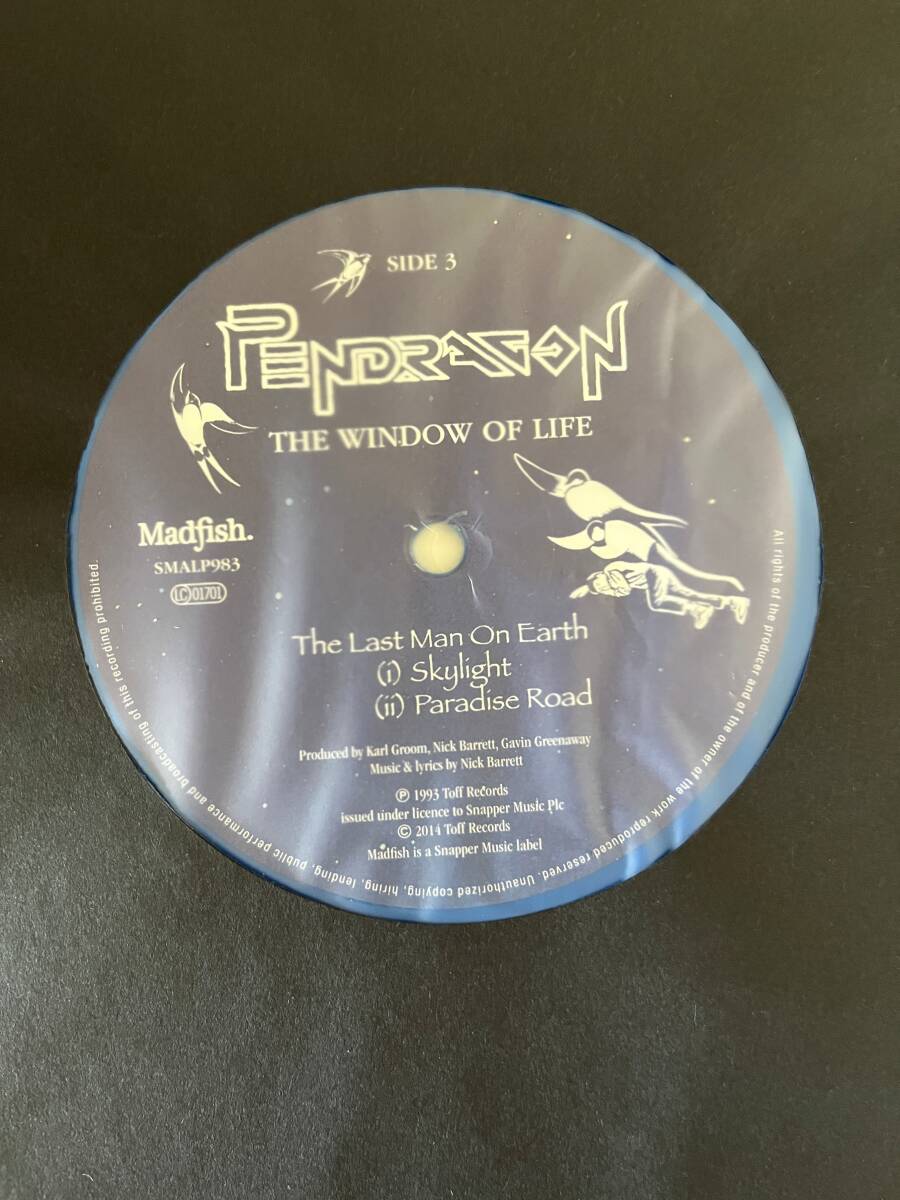 SIDE 3
PENDRAGON
THE WINDOW OF LIFE
Madfish.
SMALP983
LC 01701
The Last Man On Earth
(i) Skylight
(ii) Paradise Road
Produced by Karl Groom, Nick Barrett, Gavin Greenaway
Music & lyrics by Nick Barrett
℗ 1993 Toff Records
issued under licence to Snapper Music Plc
© 2014 Toff Records
Madfish is a Snapper Music label
All rights of the producer and of the owner of the work reproduced reserved. Unauthorized copying, hiring, lending, public performance and broadcasting of this recording prohibited.